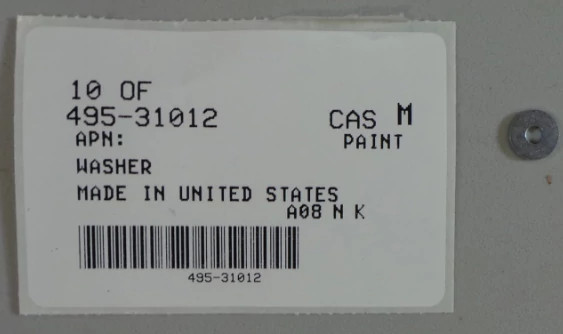 10 OF
495-31012 CAS M
APN: PAINT
WASHER
MADE IN UNITED STATES
A08 N K
495-31012